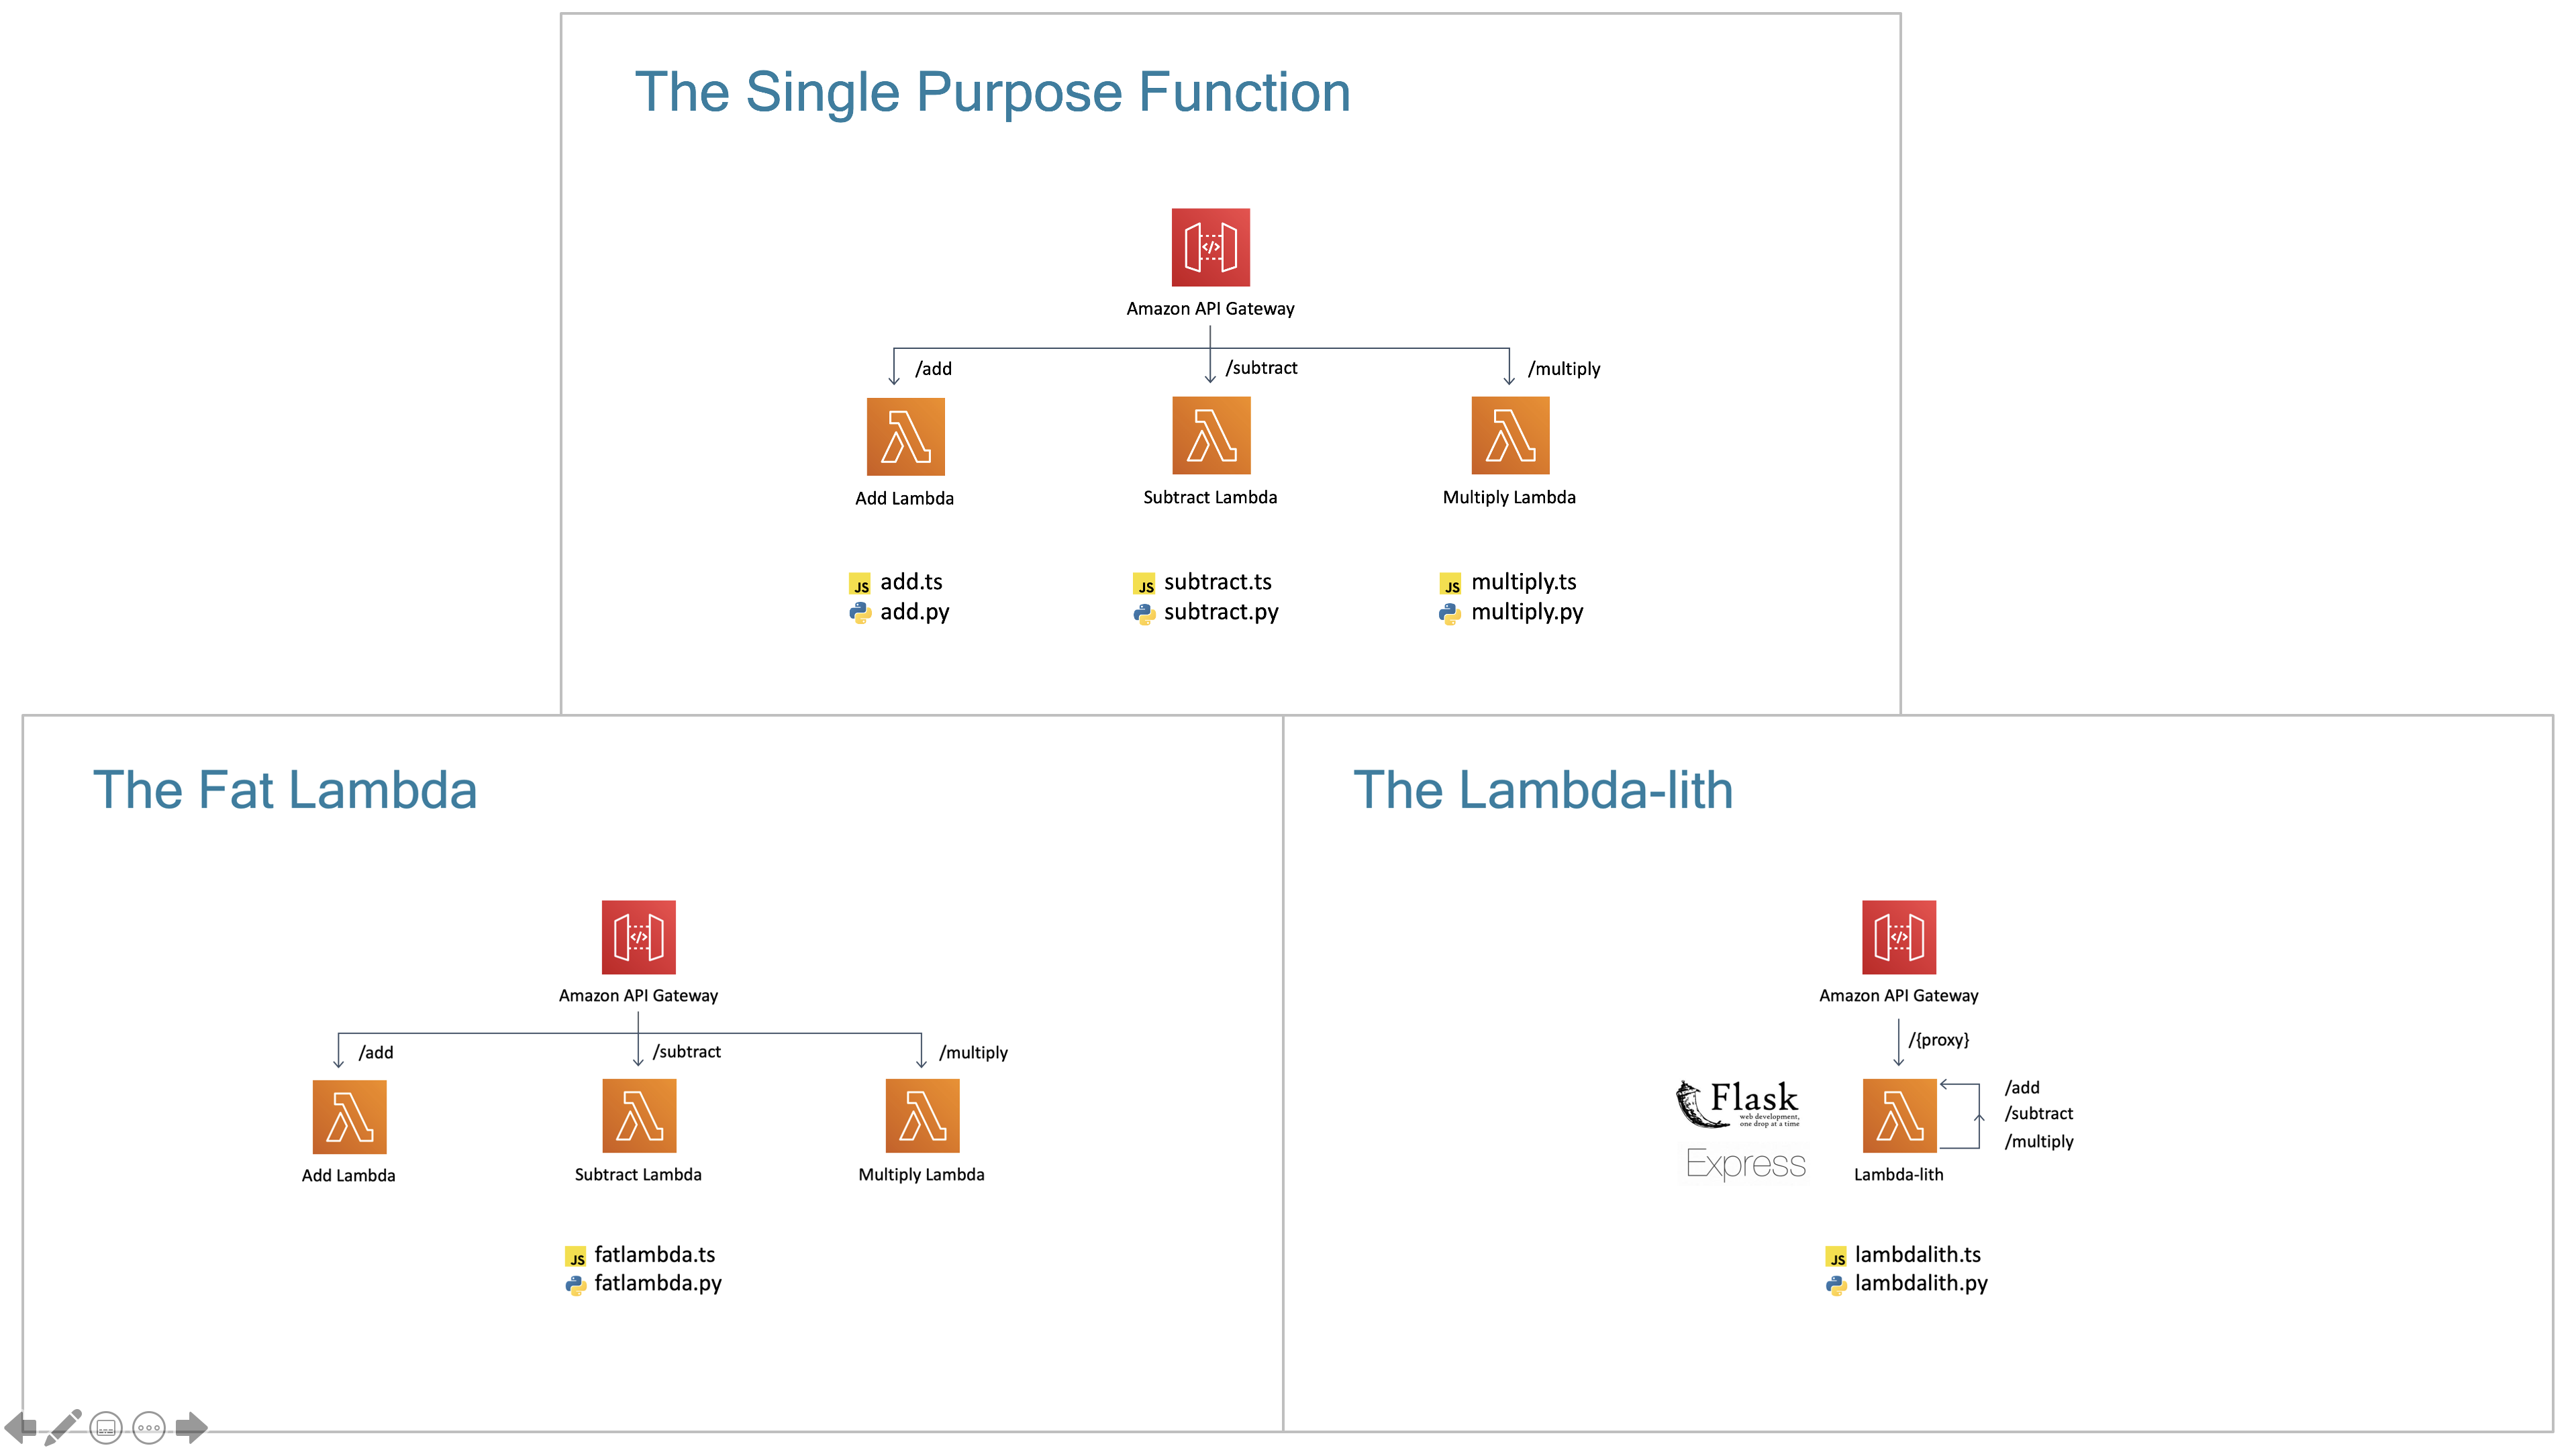 The Single Purpose Function
</>
Amazon API Gateway
/add
/subtract
/multiply
Add Lambda
Subtract Lambda
Multiply Lambda
JS add.ts
add.py
JS subtract.ts
subtract.py
JS multiply.ts
multiply.py
The Fat Lambda
</>
Amazon API Gateway
/add
/subtract
/multiply
Add Lambda
Subtract Lambda
Multiply Lambda
JS fatlambda.ts
fatlambda.py
The Lambda-lith
</>
Amazon API Gateway
/{proxy}
Flask
web development,
one drop at a time
Express
/add
/subtract
/multiply
Lambda-lith
JS lambdalith.ts
lambdalith.py